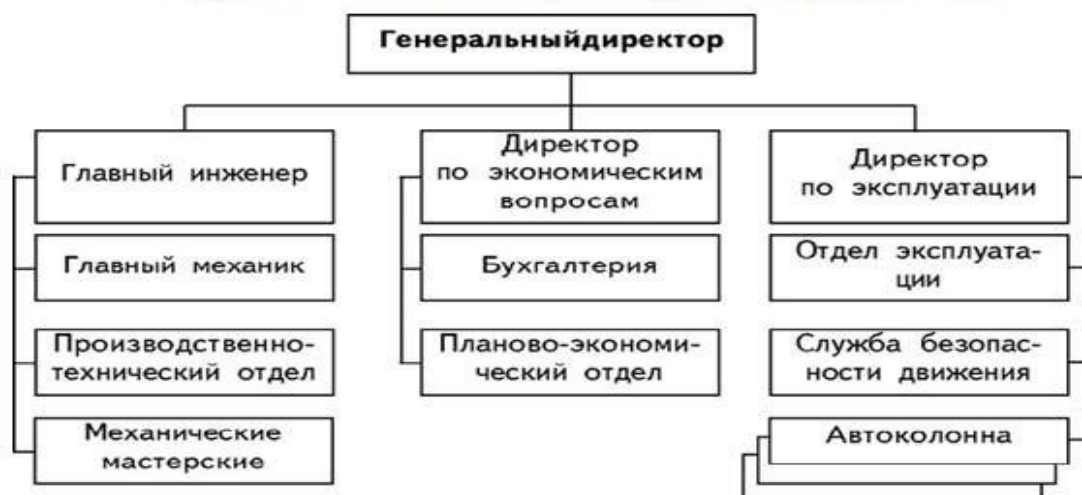 Генеральныйдиректор
Главный инженер
Главный механик
Производственно-
технический отдел
Механические
мастерские
Директор
по экономическим
вопросам
Бухгалтерия
Планово-экономи-
ческий отдел
Директор
по эксплуатации
Отдел эксплуата-
ции
Служба безопас-
ности движения
Автоколонна